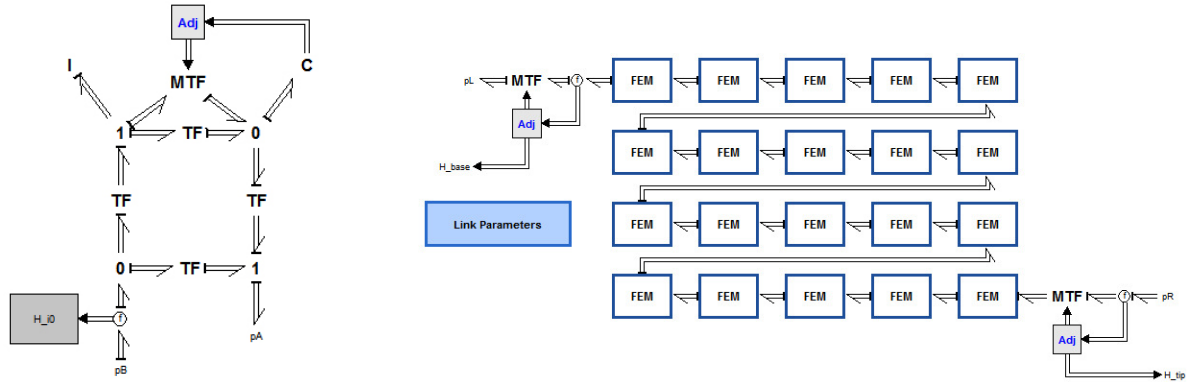 Adj
I
C
MTF
1 TF 0
TF TF
0 TF 1
H_i0 f
pB pA
pL MTF f FEM FEM FEM FEM FEM
Adj
H_base
FEM FEM FEM FEM FEM
Link Parameters
FEM FEM FEM FEM FEM
FEM FEM FEM FEM FEM MTF f pR
Adj
H_tip